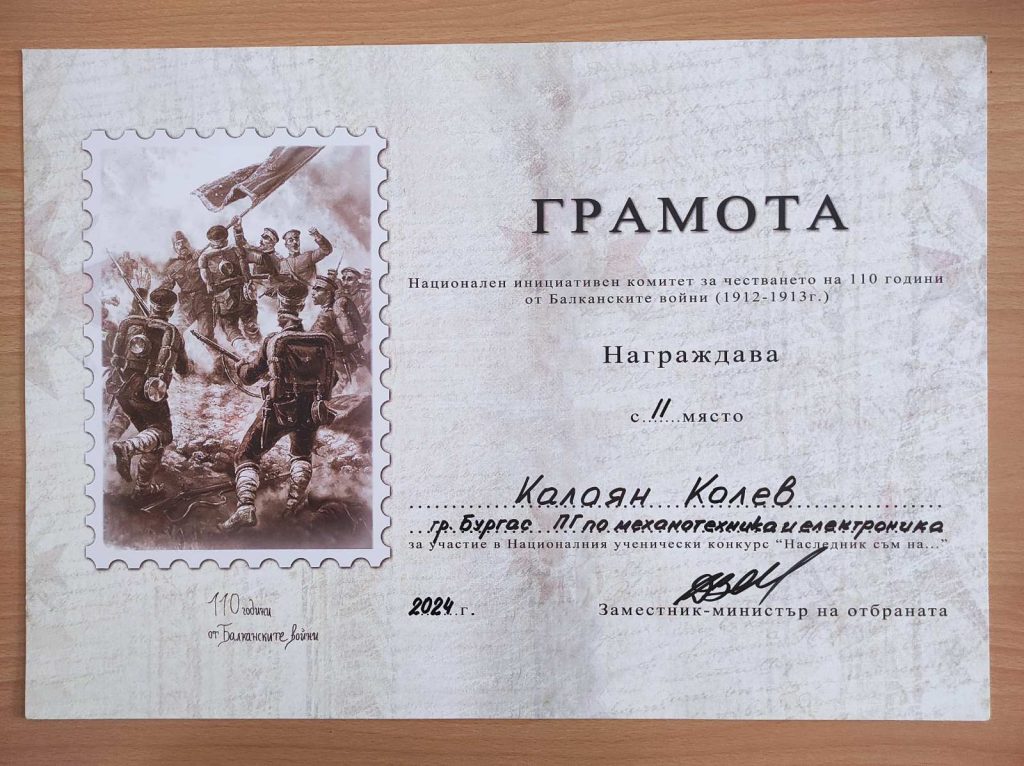 ГРАМОТА
Национален инициативен комитет за честването на 110 години
от Балканските войни (1912-1913г.)
Награждава
с..II...място
Калоян Колев
гр. Бургас ПГ по механотехника и електроника
за участие в Националния ученически конкурс “Наследник съм на...”
2024 г.
Заместник-министър на отбраната
110 години
от Балканските войни